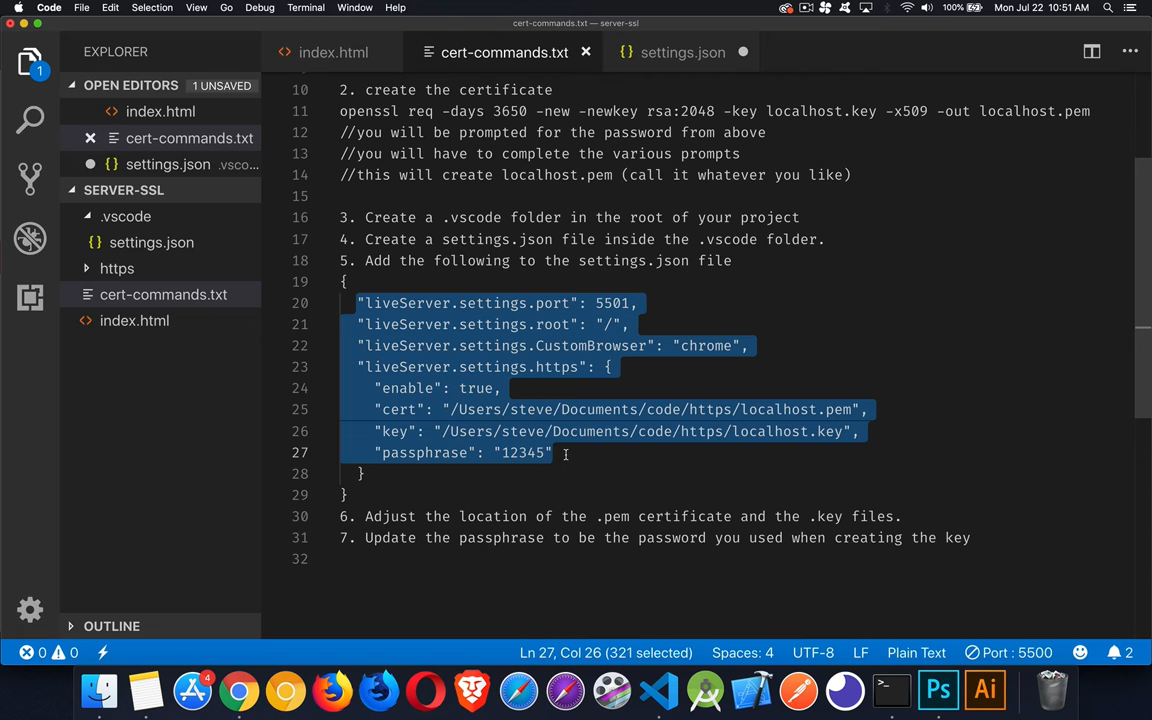 Code File Edit Selection View Go Debug Terminal Window Help 100% Mon Jul 22 10:51 AM
cert-commands.txt — server-ssl
EXPLORER
index.html
cert-commands.txt
settings.json
1
OPEN EDITORS 1 UNSAVED
index.html
cert-commands.txt
settings.json .vsco...
SERVER-SSL
.vscode
settings.json
https
cert-commands.txt
index.html
OUTLINE
10 2. create the certificate
11 openssl req -days 3650 -new -newkey rsa:2048 -key localhost.key -x509 -out localhost.pem
12 //you will be prompted for the password from above
13 //you will have to complete the various prompts
14 //this will create localhost.pem (call it whatever you like)
15
16 3. Create a .vscode folder in the root of your project
17 4. Create a settings.json file inside the .vscode folder.
18 5. Add the following to the settings.json file
19 {
20 "liveServer.settings.port": 5501,
21 "liveServer.settings.root": "/",
22 "liveServer.settings.CustomBrowser": "chrome",
23 "liveServer.settings.https": {
24 "enable": true,
25 "cert": "/Users/steve/Documents/code/https/localhost.pem",
26 "key": "/Users/steve/Documents/code/https/localhost.key",
27 "passphrase": "12345"
28 }
29 }
30 6. Adjust the location of the .pem certificate and the .key files.
31 7. Update the passphrase to be the password you used when creating the key
32
0 0 Ln 27, Col 26 (321 selected) Spaces: 4 UTF-8 LF Plain Text Port : 5500 2
4
Ps
Ai